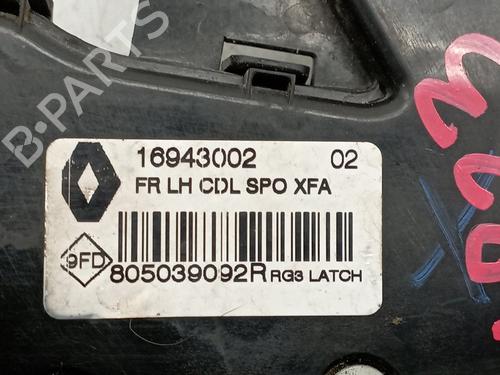 B-PARTS
16943002 02
FR LH CDL SPO XFA
9FD
805039092R RG3 LATCH